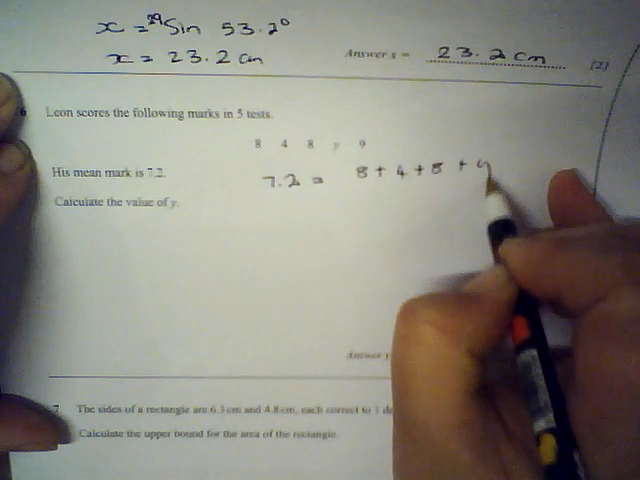 x = 29 Sin 53.2°
x = 23.2 cm
Answer x = 23.2 cm [2]
6 Leon scores the following marks in 5 tests.
8 4 8 y 9
His mean mark is 7.2.
7.2 = 8 + 4 + 8 + y
Calculate the value of y.
Answer y
7 The sides of a rectangle are 6.3 cm and 4.8 cm, each correct to 1 de
Calculate the upper bound for the area of the rectangle.